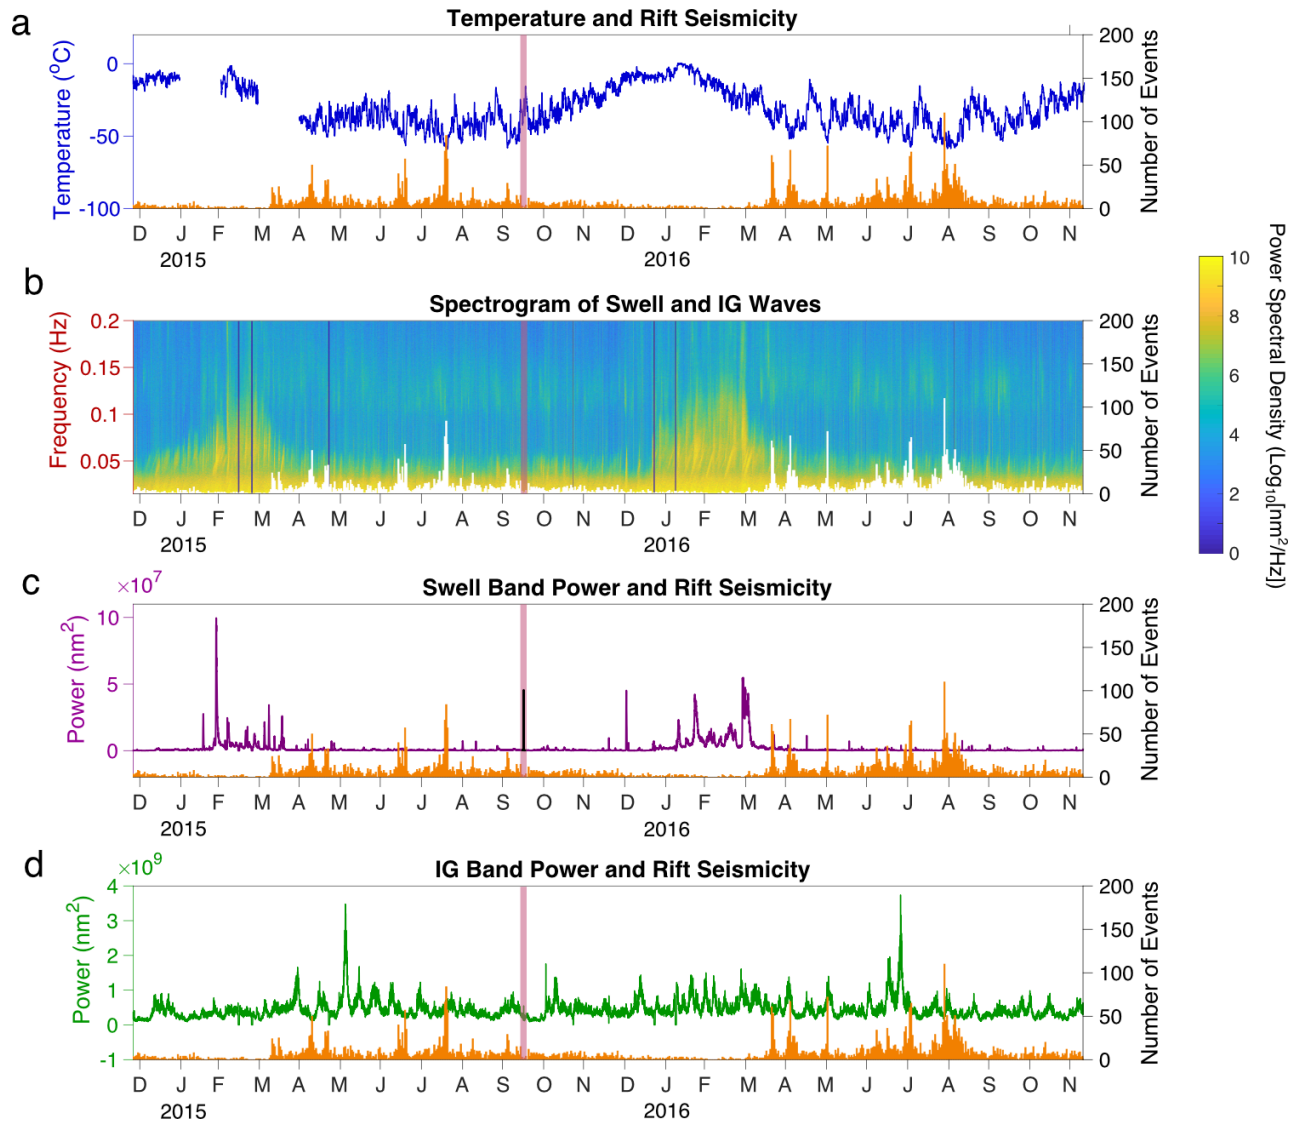 a
Temperature and Rift Seismicity
Temperature (°C)
0
-50
-100
200
150
100
50
0
Number of Events
D J F M A M J J A S O N D J F M A M J J A S O N
2015 2016
b
Spectrogram of Swell and IG Waves
Frequency (Hz)
0.2
0.15
0.1
0.05
200
150
100
50
0
Number of Events
D J F M A M J J A S O N D J F M A M J J A S O N
2015 2016
10
8
6
4
2
0
Power Spectral Density (Log₁₀[nm²/Hz])
c
×10⁷
Swell Band Power and Rift Seismicity
Power (nm²)
10
5
0
200
150
100
50
0
Number of Events
D J F M A M J J A S O N D J F M A M J J A S O N
2015 2016
d
×10⁹
IG Band Power and Rift Seismicity
Power (nm²)
4
3
2
1
0
-1
200
150
100
50
0
Number of Events
D J F M A M J J A S O N D J F M A M J J A S O N
2015 2016